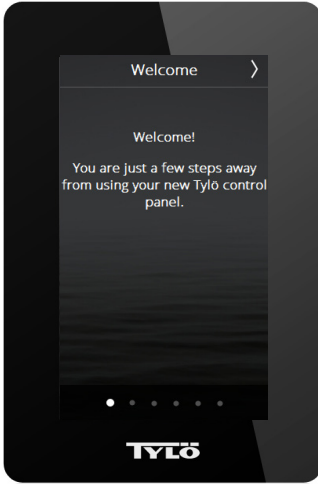 Welcome
Welcome!
You are just a few steps away
from using your new Tylö control
panel.
TYLÖ